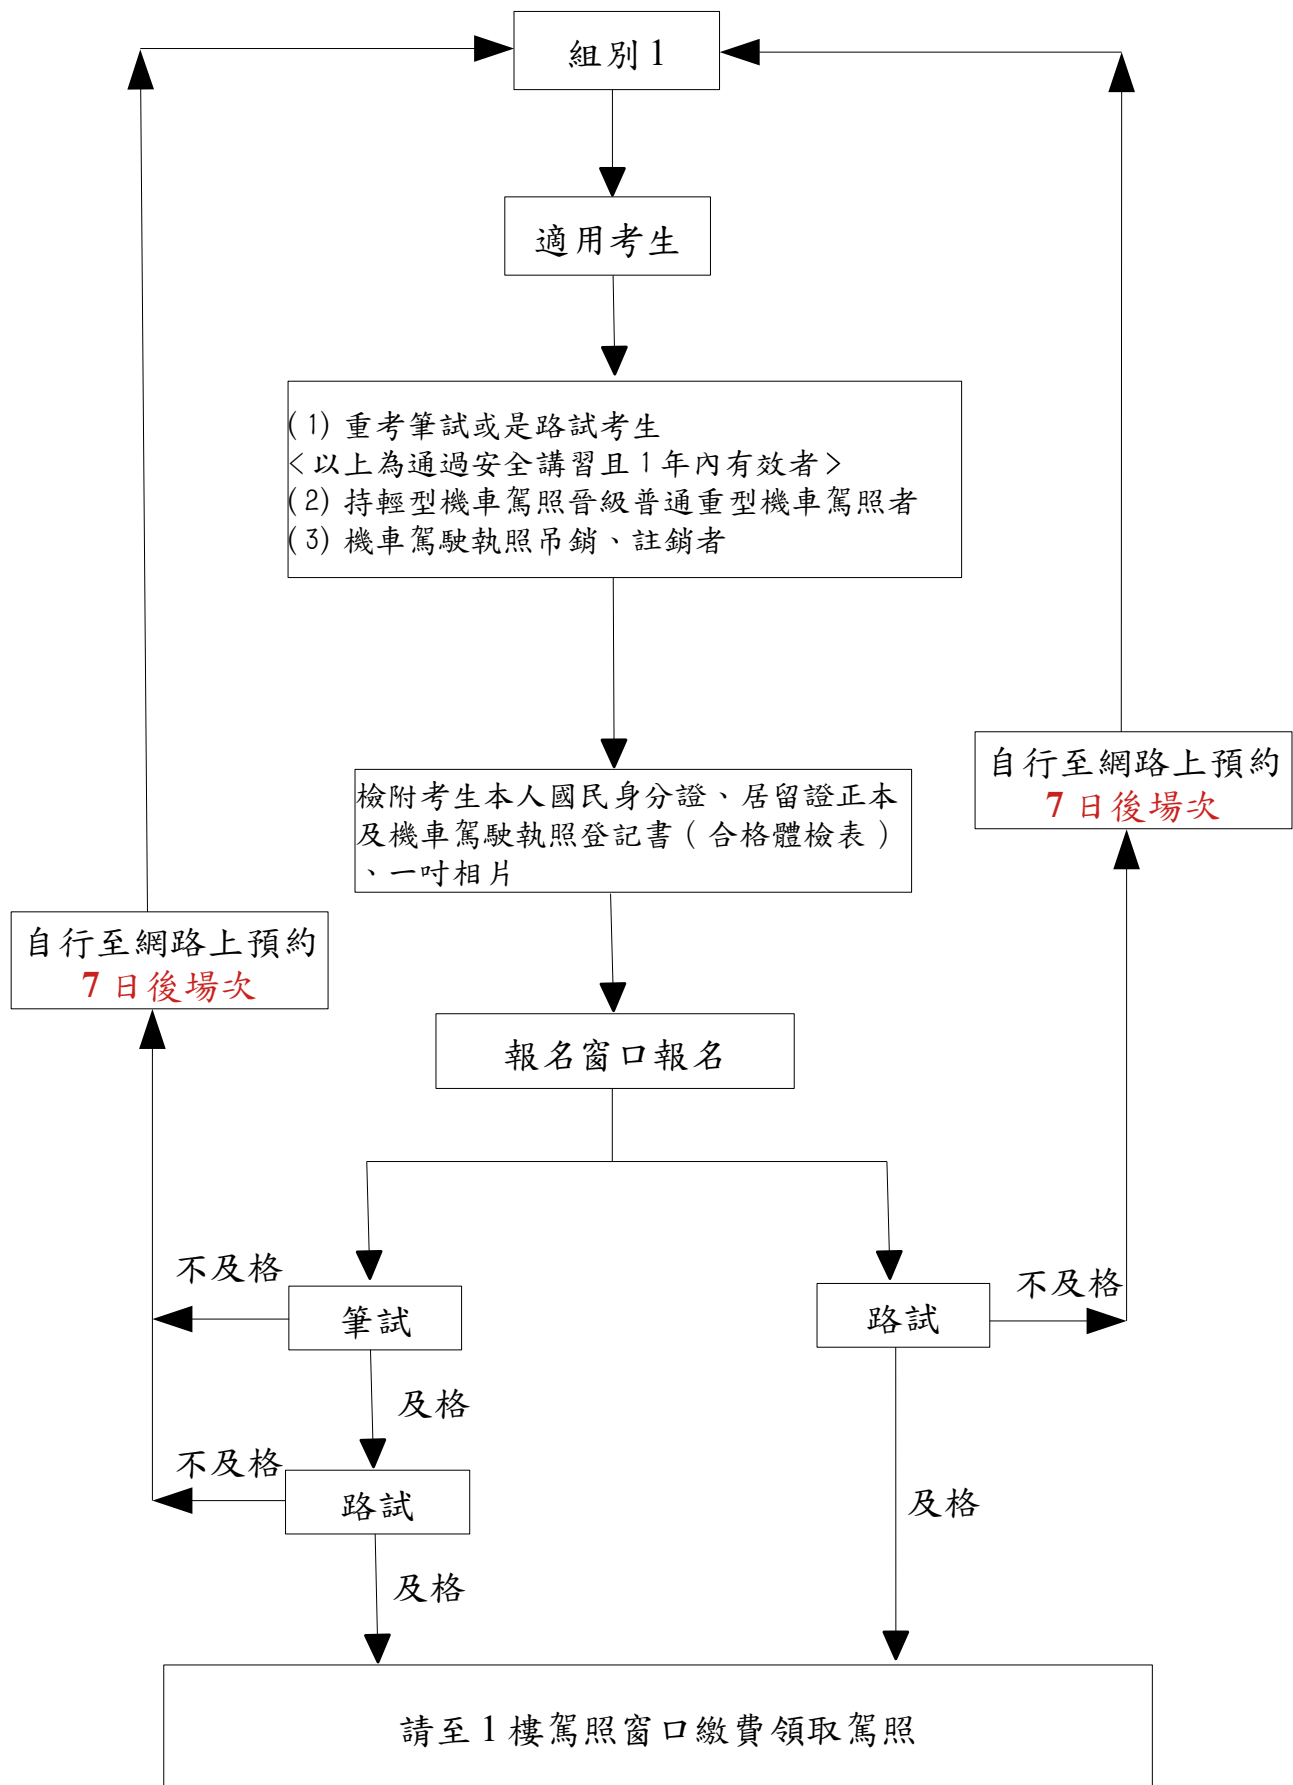 組別1
適用考生
(1) 重考筆試或是路試考生
<以上為通過安全講習且1年內有效者>
(2) 持輕型機車駕照晉級普通重型機車駕照者
(3) 機車駕駛執照吊銷、註銷者
自行至網路上預約
7日後場次
檢附考生本人國民身分證、居留證正本
及機車駕駛執照登記書(合格體檢表)
、一吋相片
自行至網路上預約
7日後場次
報名窗口報名
不及格
筆試
路試
不及格
及格
不及格
路試
及格
及格
請至1樓駕照窗口繳費領取駕照